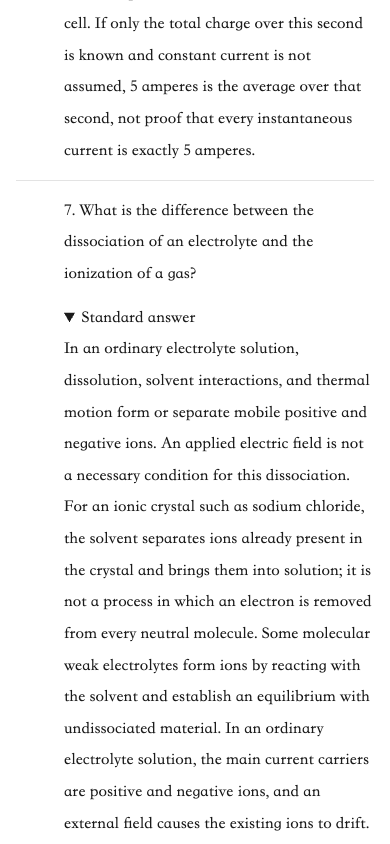 cell. If only the total charge over this second
is known and constant current is not
assumed, 5 amperes is the average over that
second, not proof that every instantaneous
current is exactly 5 amperes.
7. What is the difference between the
dissociation of an electrolyte and the
ionization of a gas?
▼ Standard answer
In an ordinary electrolyte solution,
dissolution, solvent interactions, and thermal
motion form or separate mobile positive and
negative ions. An applied electric field is not
a necessary condition for this dissociation.
For an ionic crystal such as sodium chloride,
the solvent separates ions already present in
the crystal and brings them into solution; it is
not a process in which an electron is removed
from every neutral molecule. Some molecular
weak electrolytes form ions by reacting with
the solvent and establish an equilibrium with
undissociated material. In an ordinary
electrolyte solution, the main current carriers
are positive and negative ions, and an
external field causes the existing ions to drift.